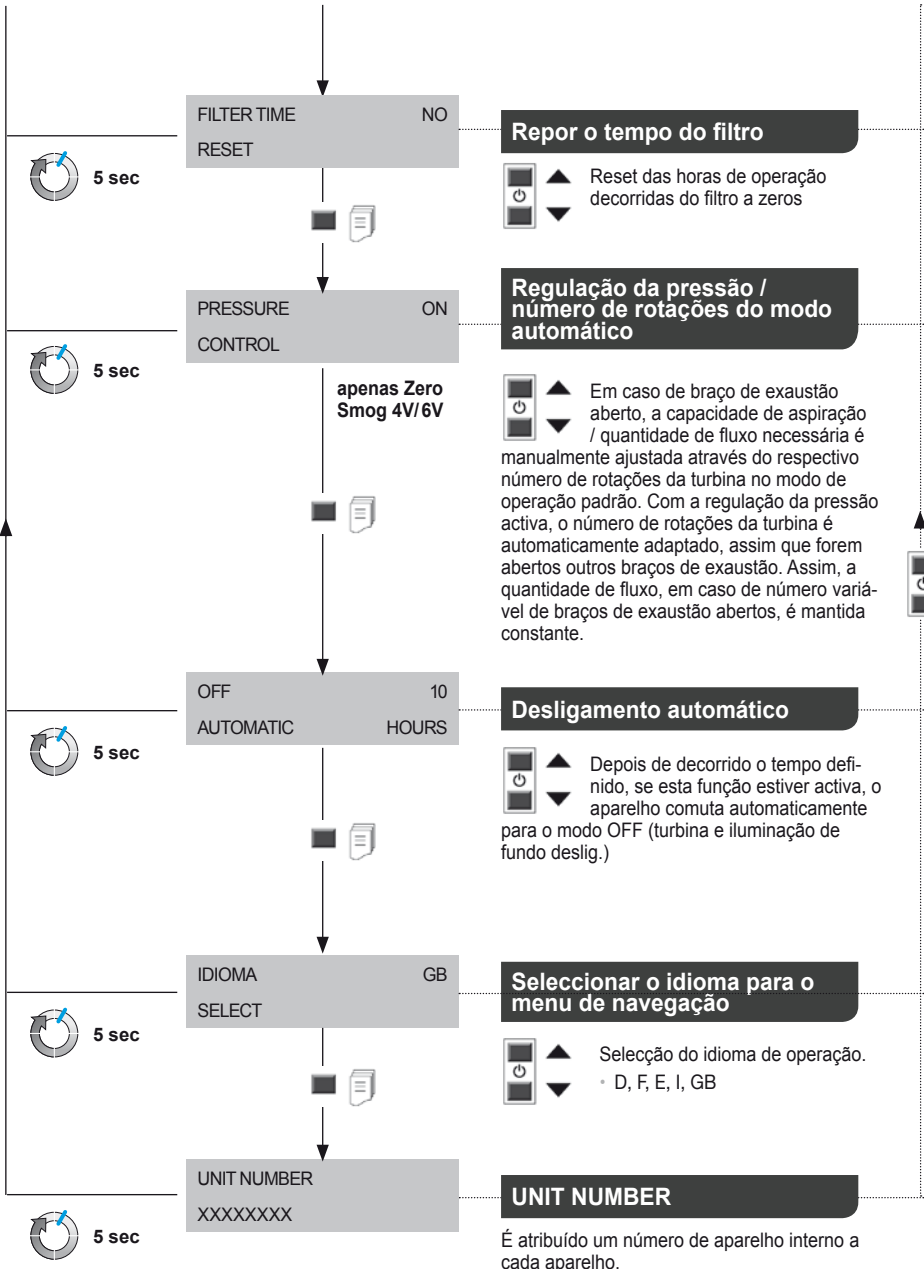 FILTER TIME NO
RESET
5 sec
Repor o tempo do filtro
Reset das horas de operação
decorridas do filtro a zeros
PRESSURE ON
CONTROL
5 sec
apenas Zero
Smog 4V/6V
Regulação da pressão /
número de rotações do modo
automático
Em caso de braço de exaustão
aberto, a capacidade de aspiração
/ quantidade de fluxo necessária é
manualmente ajustada através do respectivo
número de rotações da turbina no modo de
operação padrão. Com a regulação da pressão
activa, o número de rotações da turbina é
automaticamente adaptado, assim que forem
abertos outros braços de exaustão. Assim, a
quantidade de fluxo, em caso de número variá-
vel de braços de exaustão abertos, é mantida
constante.
OFF 10
AUTOMATIC HOURS
5 sec
Desligamento automático
Depois de decorrido o tempo defi-
nido, se esta função estiver activa, o
aparelho comuta automaticamente
para o modo OFF (turbina e iluminação de
fundo deslig.)
IDIOMA GB
SELECT
5 sec
Seleccionar o idioma para o
menu de navegação
Selecção do idioma de operação.
• D, F, E, I, GB
UNIT NUMBER
XXXXXXXX
5 sec
UNIT NUMBER
É atribuído um número de aparelho interno a
cada aparelho.